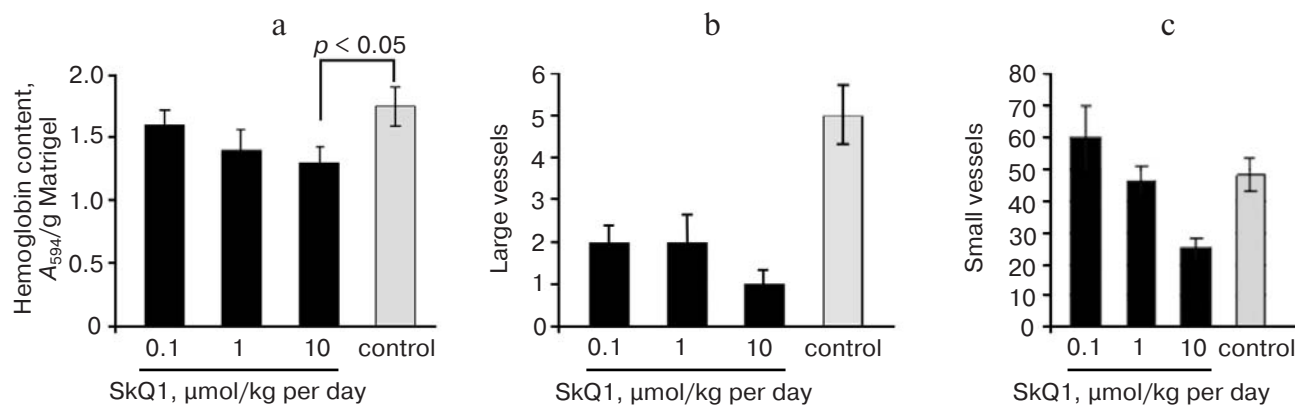 a
p < 0.05
Hemoglobin content,
A594/g Matrigel
2.0
1.5
1.0
0.5
0
0.1 1 10 control
SkQ1, μmol/kg per day
b
Large vessels
6
5
4
3
2
1
0
0.1 1 10 control
SkQ1, μmol/kg per day
c
Small vessels
80
70
60
50
40
30
20
10
0
0.1 1 10 control
SkQ1, μmol/kg per day